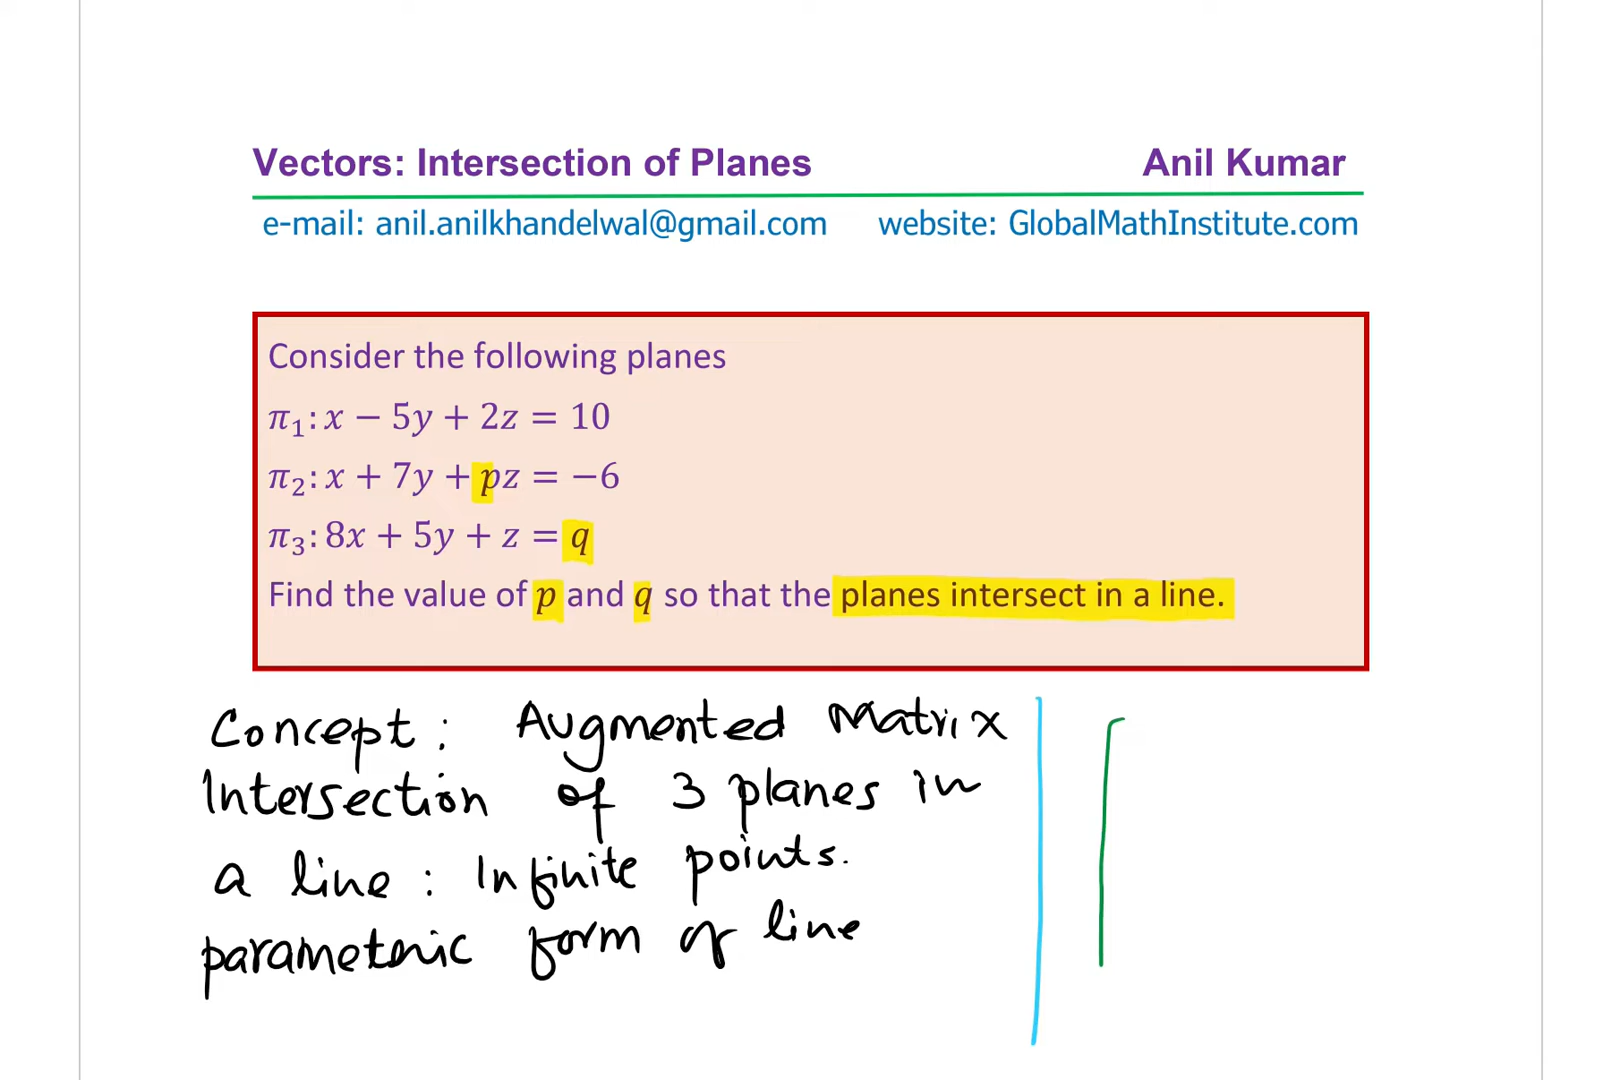 Vectors: Intersection of Planes Anil Kumar
e-mail: anil.anilkhandelwal@gmail.com website: GlobalMathInstitute.com
Consider the following planes
π₁: x − 5y + 2z = 10
π₂: x + 7y + pz = −6
π₃: 8x + 5y + z = q
Find the value of p and q so that the planes intersect in a line.
Concept: Augmented Matrix
Intersection of 3 planes in
a line: Infinite points.
parametric form of line